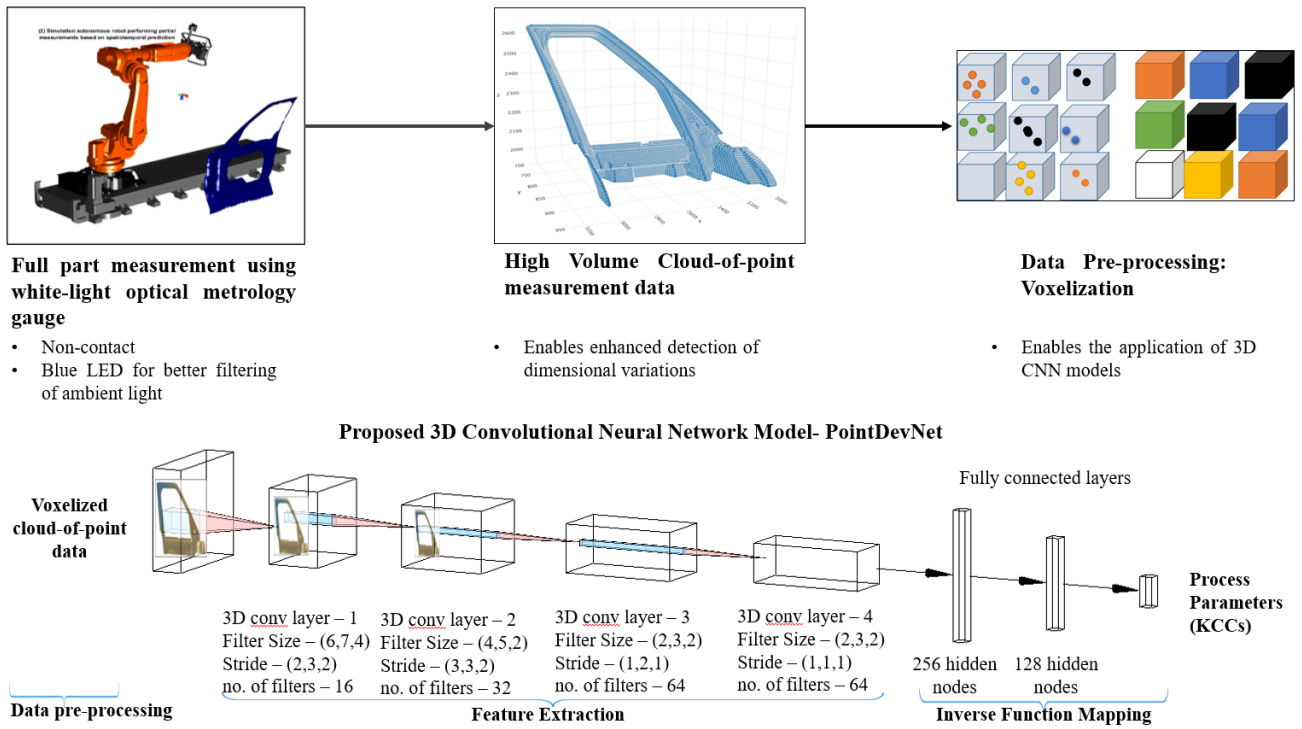 (2) Simulation autonomous robot performing partial
measurements based on spatiotemporal prediction
Full part measurement using
white-light optical metrology
gauge
• Non-contact
• Blue LED for better filtering
of ambient light
2600
2500
2400
2300
2200
2100
2000
High Volume Cloud-of-point
measurement data
• Enables enhanced detection of
dimensional variations
Data Pre-processing:
Voxelization
• Enables the application of 3D
CNN models
Proposed 3D Convolutional Neural Network Model- PointDevNet
Voxelized
cloud-of-point
data
Fully connected layers
Process
Parameters
(KCCs)
3D conv layer – 1
Filter Size – (6,7,4)
Stride – (2,3,2)
no. of filters – 16
3D conv layer – 2
Filter Size – (4,5,2)
Stride – (3,3,2)
no. of filters – 32
3D conv layer – 3
Filter Size – (2,3,2)
Stride – (1,2,1)
no. of filters – 64
3D conv layer – 4
Filter Size – (2,3,2)
Stride – (1,1,1)
no. of filters – 64
256 hidden
nodes
128 hidden
nodes
Data pre-processing
Feature Extraction
Inverse Function Mapping